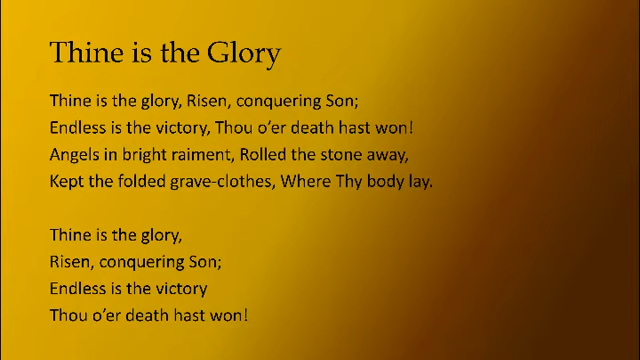 Thine is the Glory
Thine is the glory, Risen, conquering Son;
Endless is the victory, Thou o’er death hast won!
Angels in bright raiment, Rolled the stone away,
Kept the folded grave-clothes, Where Thy body lay.
Thine is the glory,
Risen, conquering Son;
Endless is the victory
Thou o’er death hast won!